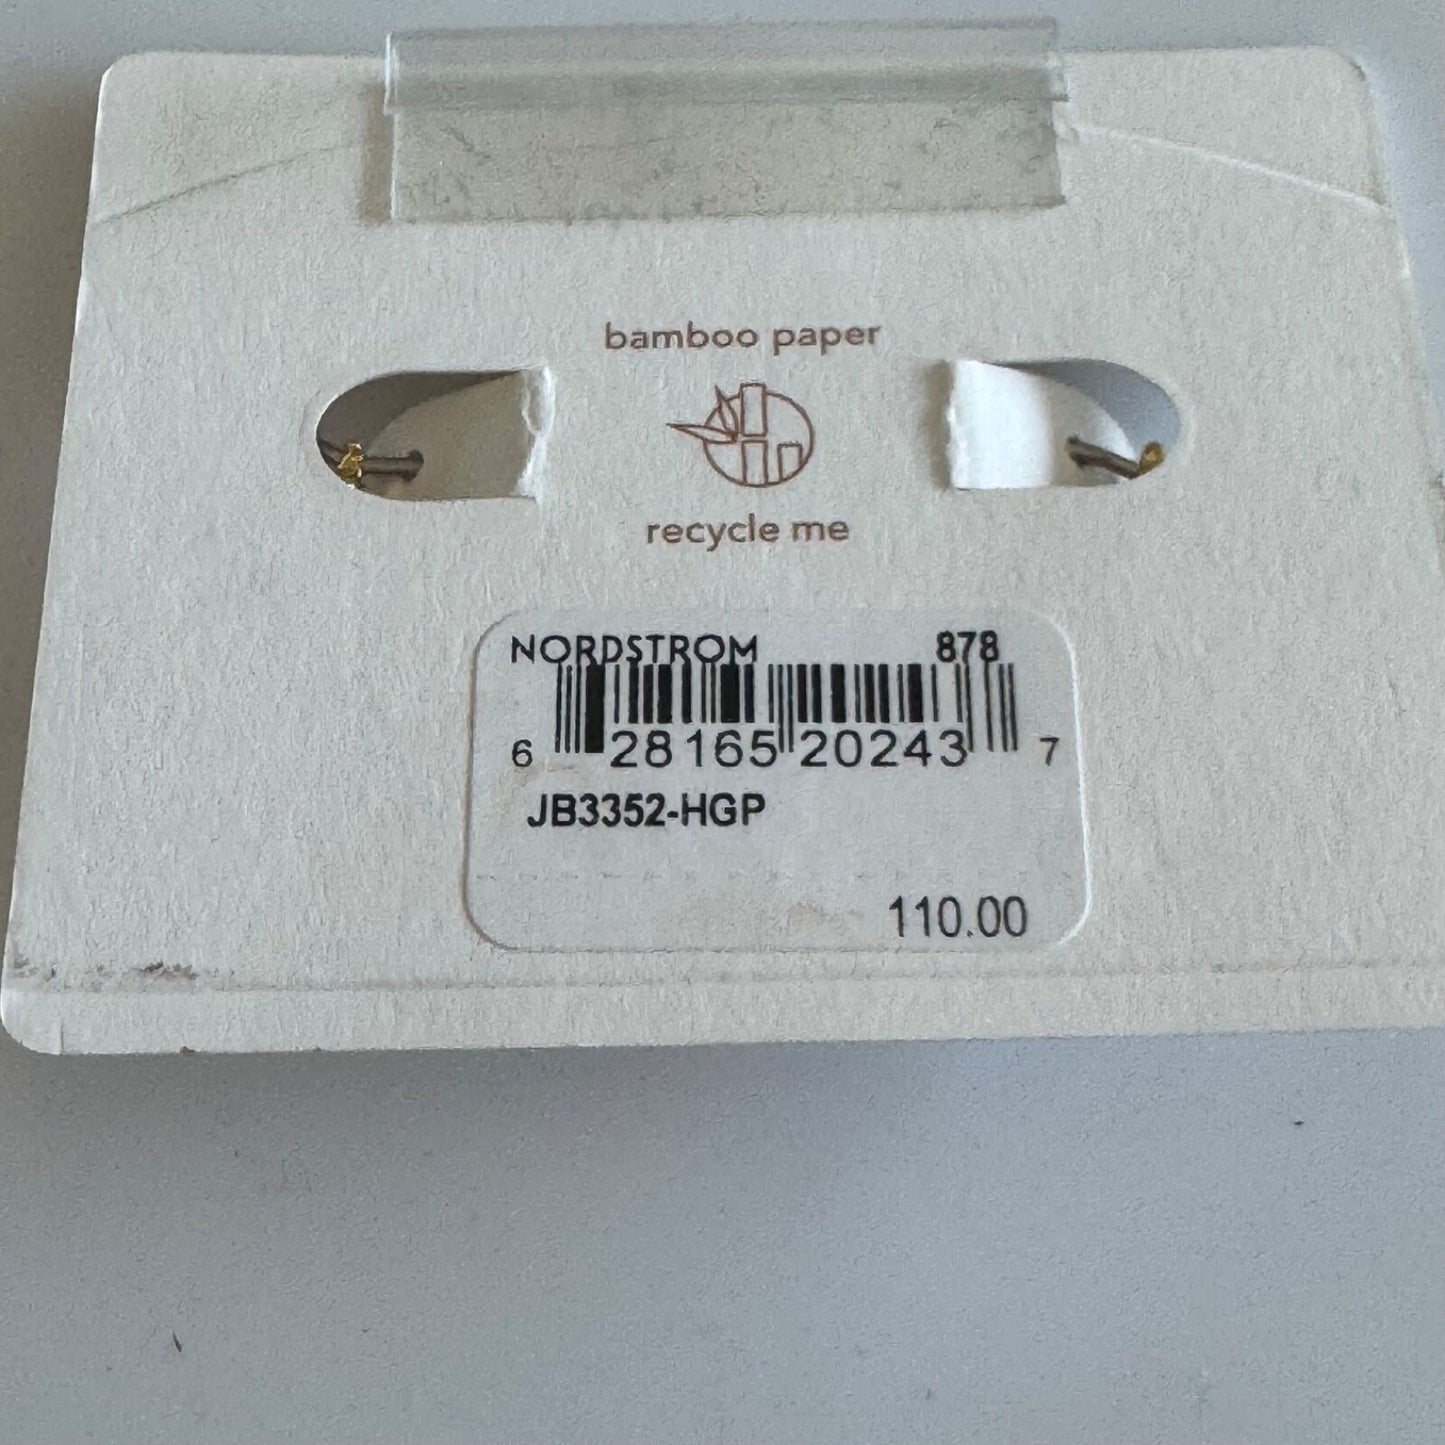 bamboo paper
recycle me
NORDSTROM 878
6 28165 20243 7
JB3352-HGP
110.00